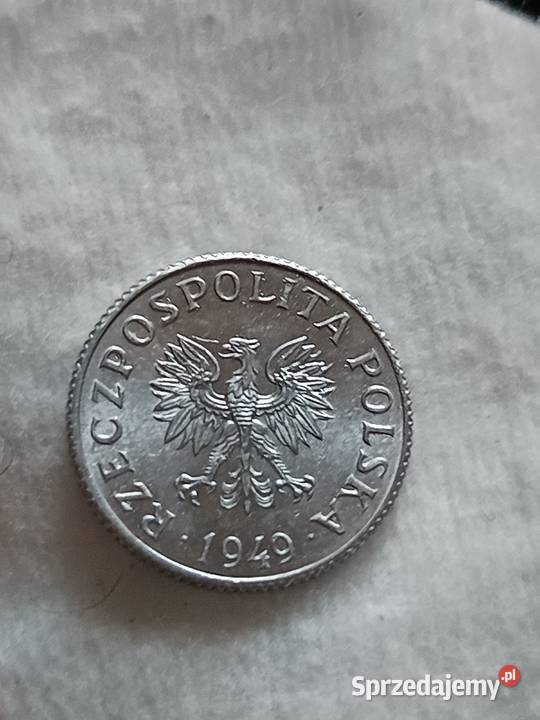 RZECZPOSPOLITA POLSKA
· 1949 ·
Sprzedajemy.pl